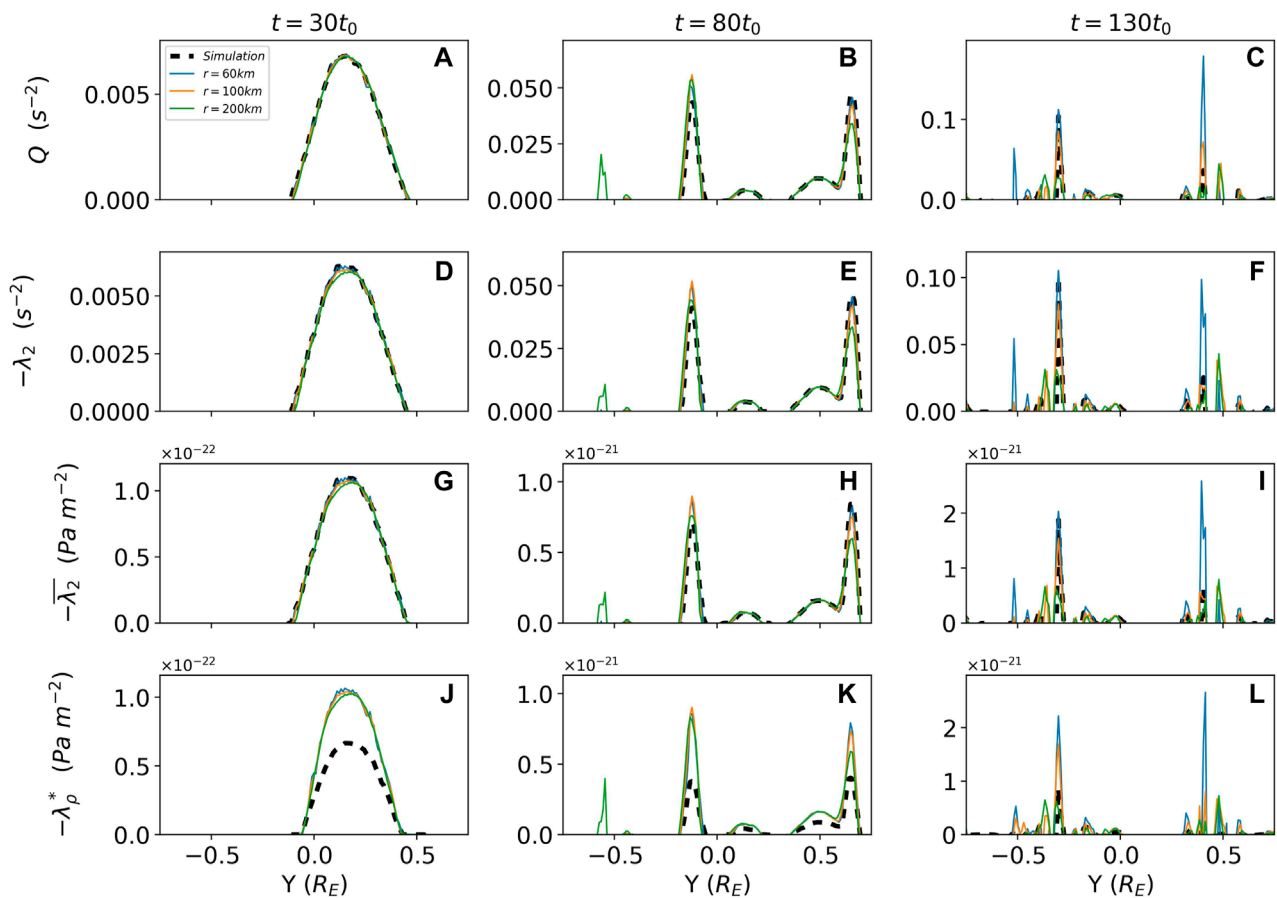 t = 30t₀ t = 80t₀ t = 130t₀
Q (s⁻²)
0.005
0.000
Simulation
r = 60km
r = 100km
r = 200km
A
0.050
0.025
0.000
B
0.1
0.0
C
−λ₂ (s⁻²)
0.0050
0.0025
0.0000
D
0.050
0.025
0.000
E
0.10
0.05
0.00
F
−λ̅₂ (Pa m⁻²)
×10⁻²²
1.0
0.5
0.0
G
×10⁻²¹
1.0
0.5
0.0
H
×10⁻²¹
2
1
0
I
−λρ* (Pa m⁻²)
×10⁻²²
1.0
0.5
0.0
J
×10⁻²¹
1.0
0.5
0.0
K
×10⁻²¹
2
1
0
L
−0.5 0.0 0.5 −0.5 0.0 0.5 −0.5 0.0 0.5
Y (R_E) Y (R_E) Y (R_E)